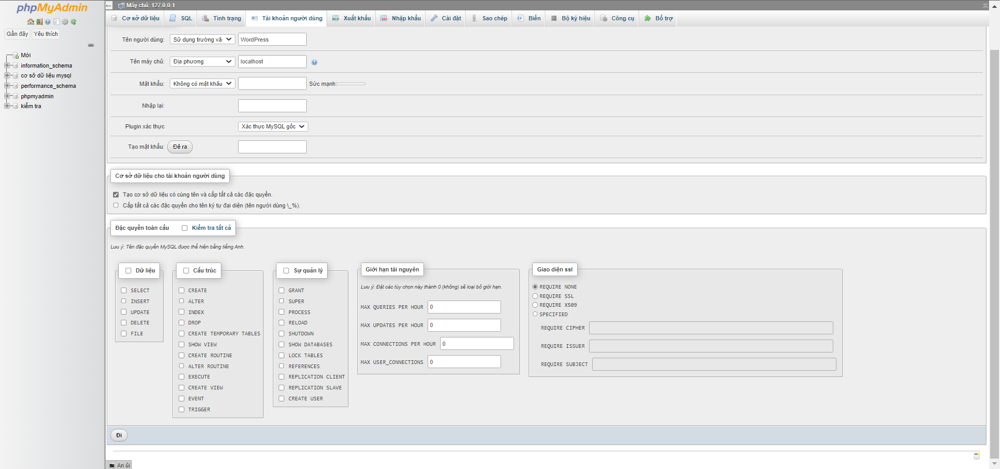 phpMyAdmin
Gần đây Yêu thích
Mới
information_schema
cơ sở dữ liệu mysql
performance_schema
phpmyadmin
kiểm tra
Máy chủ: 127.0.0.1
Cơ sở dữ liệu SQL Tình trạng Tài khoản người dùng Xuất khẩu Nhập khẩu Cài đặt Sao chép Biến Bộ ký hiệu Công cụ Bổ trợ
Tên người dùng: Sử dụng trường văi WordPress
Tên máy chủ: Địa phương localhost
Mật khẩu: Không có mật khẩu Sức mạnh:
Nhập lại:
Plugin xác thực Xác thực MySQL gốc
Tạo mật khẩu: Đẻ ra
Cơ sở dữ liệu cho tài khoản người dùng
Tạo cơ sở dữ liệu có cùng tên và cấp tất cả các đặc quyền.
Cấp tất cả các đặc quyền cho tên ký tự đại diện (tên người dùng \_%).
Đặc quyền toàn cầu Kiểm tra tất cả
Lưu ý: Tên đặc quyền MySQL được thể hiện bằng tiếng Anh.
Dữ liệu
SELECT
INSERT
UPDATE
DELETE
FILE
Cấu trúc
CREATE
ALTER
INDEX
DROP
CREATE TEMPORARY TABLES
SHOW VIEW
CREATE ROUTINE
ALTER ROUTINE
EXECUTE
CREATE VIEW
EVENT
TRIGGER
Sự quản lý
GRANT
SUPER
PROCESS
RELOAD
SHUTDOWN
SHOW DATABASES
LOCK TABLES
REFERENCES
REPLICATION CLIENT
REPLICATION SLAVE
CREATE USER
Giới hạn tài nguyên
Lưu ý: Đặt các tùy chọn này thành 0 (không) sẽ loại bỏ giới hạn.
MAX QUERIES PER HOUR 0
MAX UPDATES PER HOUR 0
MAX CONNECTIONS PER HOUR 0
MAX USER_CONNECTIONS 0
Giao diện ssl
REQUIRE NONE
REQUIRE SSL
REQUIRE X509
SPECIFIED
REQUIRE CIPHER
REQUIRE ISSUER
REQUIRE SUBJECT
Đi
An ủi